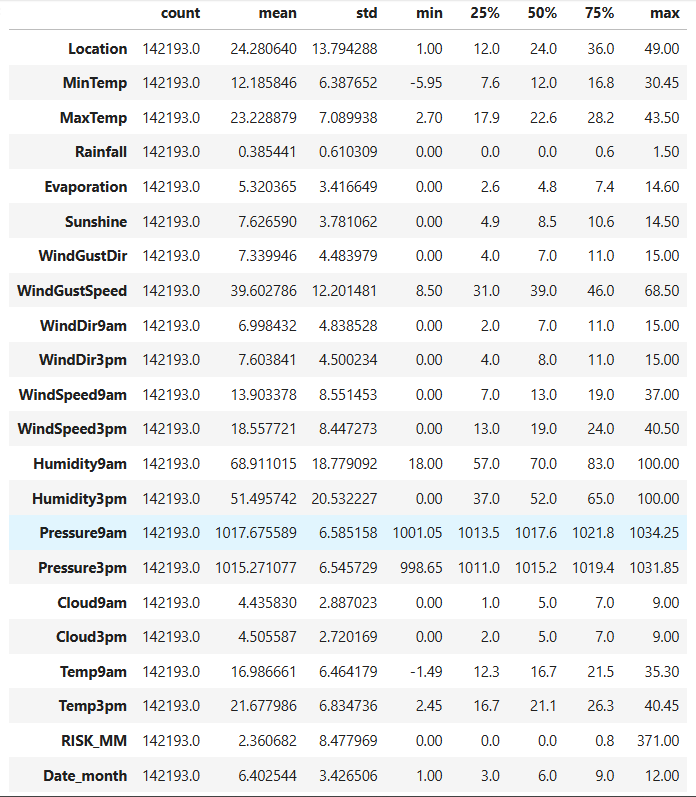 count mean std min 25% 50% 75% max
Location 142193.0 24.280640 13.794288 1.00 12.0 24.0 36.0 49.00
MinTemp 142193.0 12.185846 6.387652 -5.95 7.6 12.0 16.8 30.45
MaxTemp 142193.0 23.228879 7.089938 2.70 17.9 22.6 28.2 43.50
Rainfall 142193.0 0.385441 0.610309 0.00 0.0 0.0 0.6 1.50
Evaporation 142193.0 5.320365 3.416649 0.00 2.6 4.8 7.4 14.60
Sunshine 142193.0 7.626590 3.781062 0.00 4.9 8.5 10.6 14.50
WindGustDir 142193.0 7.339946 4.483979 0.00 4.0 7.0 11.0 15.00
WindGustSpeed 142193.0 39.602786 12.201481 8.50 31.0 39.0 46.0 68.50
WindDir9am 142193.0 6.998432 4.838528 0.00 2.0 7.0 11.0 15.00
WindDir3pm 142193.0 7.603841 4.500234 0.00 4.0 8.0 11.0 15.00
WindSpeed9am 142193.0 13.903378 8.551453 0.00 7.0 13.0 19.0 37.00
WindSpeed3pm 142193.0 18.557721 8.447273 0.00 13.0 19.0 24.0 40.50
Humidity9am 142193.0 68.911015 18.779092 18.00 57.0 70.0 83.0 100.00
Humidity3pm 142193.0 51.495742 20.532227 0.00 37.0 52.0 65.0 100.00
Pressure9am 142193.0 1017.675589 6.585158 1001.05 1013.5 1017.6 1021.8 1034.25
Pressure3pm 142193.0 1015.271077 6.545729 998.65 1011.0 1015.2 1019.4 1031.85
Cloud9am 142193.0 4.435830 2.887023 0.00 1.0 5.0 7.0 9.00
Cloud3pm 142193.0 4.505587 2.720169 0.00 2.0 5.0 7.0 9.00
Temp9am 142193.0 16.986661 6.464179 -1.49 12.3 16.7 21.5 35.30
Temp3pm 142193.0 21.677986 6.834736 2.45 16.7 21.1 26.3 40.45
RISK_MM 142193.0 2.360682 8.477969 0.00 0.0 0.0 0.8 371.00
Date_month 142193.0 6.402544 3.426506 1.00 3.0 6.0 9.0 12.00